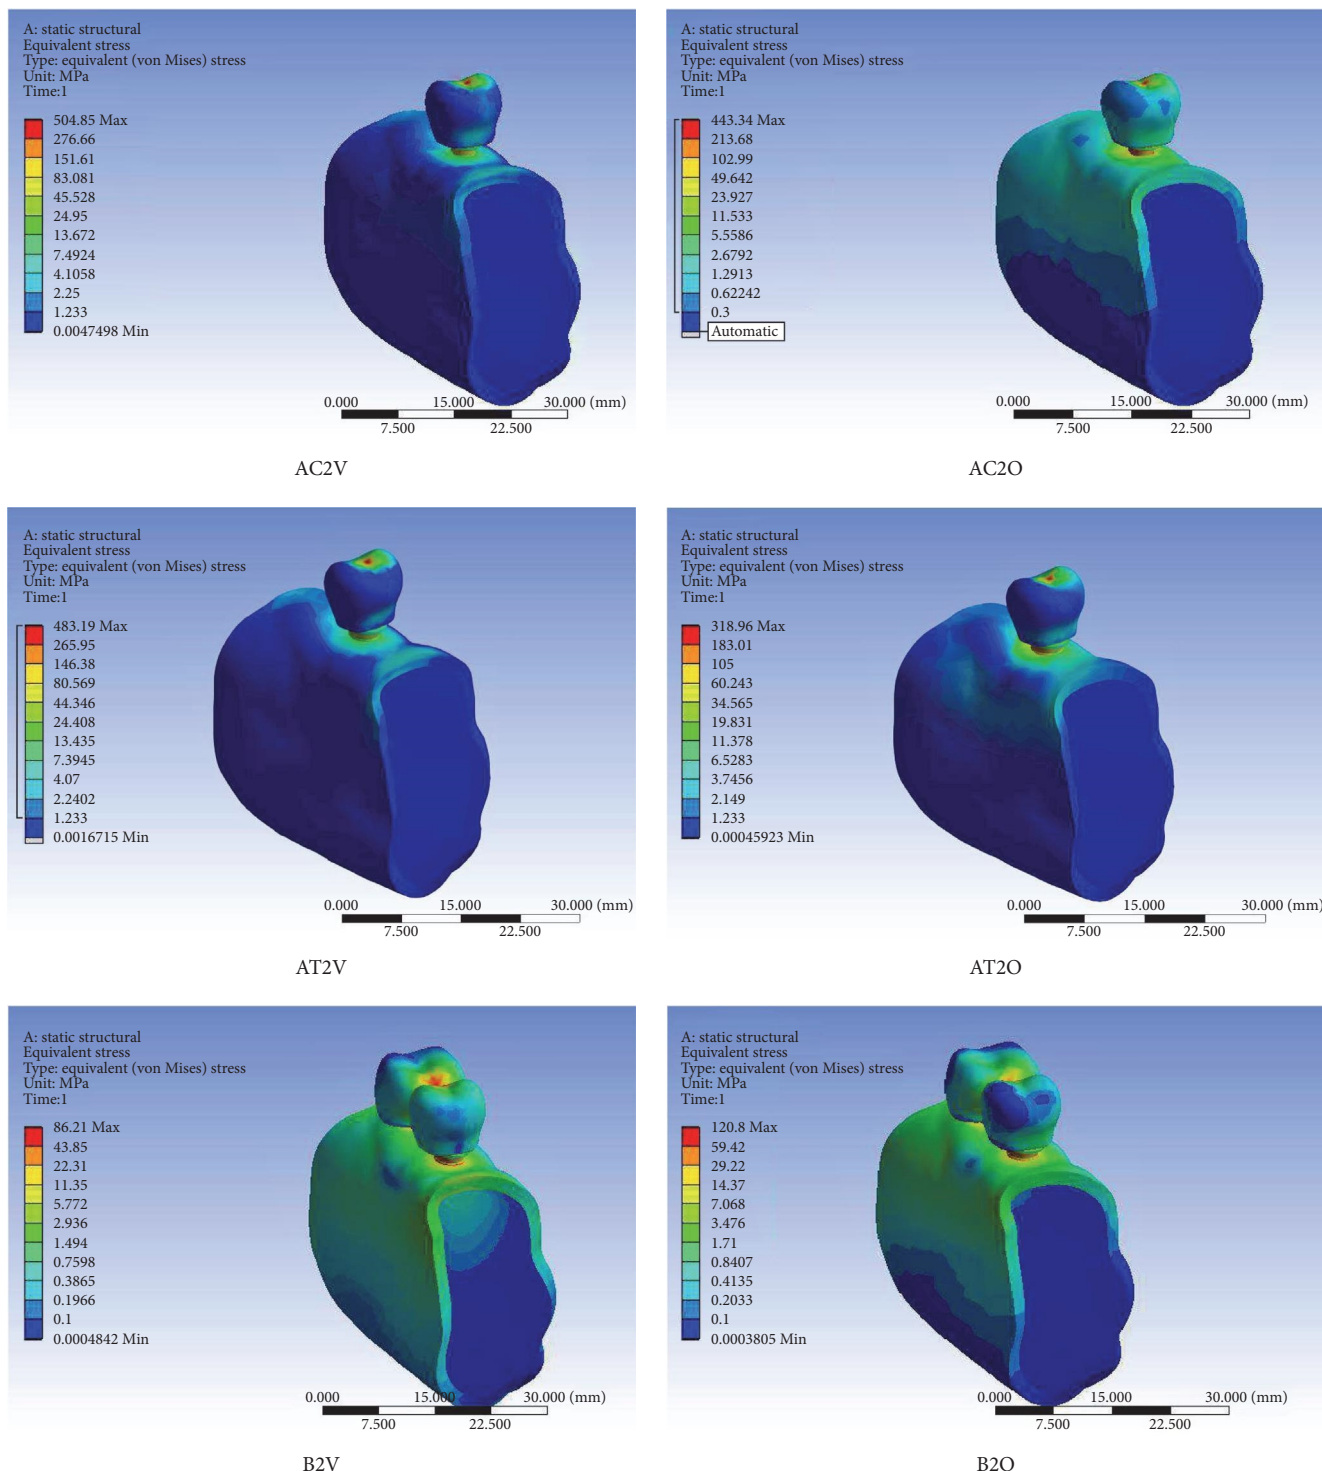 A: static structural
Equivalent stress
Type: equivalent (von Mises) stress
Unit: MPa
Time:1
504.85 Max
276.66
151.61
83.081
45.528
24.95
13.672
7.4924
4.1058
2.25
1.233
0.0047498 Min
0.000 15.000 30.000 (mm)
7.500 22.500
AC2V
A: static structural
Equivalent stress
Type: equivalent (von Mises) stress
Unit: MPa
Time:1
443.34 Max
213.68
102.99
49.642
23.927
11.533
5.5586
2.6792
1.2913
0.62242
0.3
Automatic
0.000 15.000 30.000 (mm)
7.500 22.500
AC2O
A: static structural
Equivalent stress
Type: equivalent (von Mises) stress
Unit: MPa
Time:1
483.19 Max
265.95
146.38
80.569
44.346
24.408
13.435
7.3945
4.07
2.2402
1.233
0.0016715 Min
0.000 15.000 30.000 (mm)
7.500 22.500
AT2V
A: static structural
Equivalent stress
Type: equivalent (von Mises) stress
Unit: MPa
Time:1
318.96 Max
183.01
105
60.243
34.565
19.831
11.378
6.5283
3.7456
2.149
1.233
0.00045923 Min
0.000 15.000 30.000 (mm)
7.500 22.500
AT2O
A: static structural
Equivalent stress
Type: equivalent (von Mises) stress
Unit: MPa
Time:1
86.21 Max
43.85
22.31
11.35
5.772
2.936
1.494
0.7598
0.3865
0.1966
0.1
0.0004842 Min
0.000 15.000 30.000 (mm)
7.500 22.500
B2V
A: static structural
Equivalent stress
Type: equivalent (von Mises) stress
Unit: MPa
Time:1
120.8 Max
59.42
29.22
14.37
7.068
3.476
1.71
0.8407
0.4135
0.2033
0.1
0.0003805 Min
0.000 15.000 30.000 (mm)
7.500 22.500
B2O